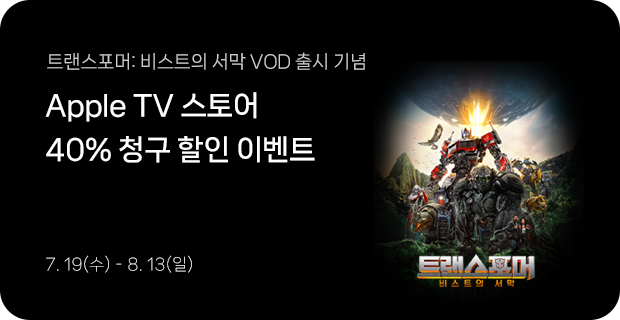 트랜스포머: 비스트의 서막 VOD 출시 기념
Apple TV 스토어
40% 청구 할인 이벤트
7. 19(수) - 8. 13(일)
트랜스포머
비스트의 서막